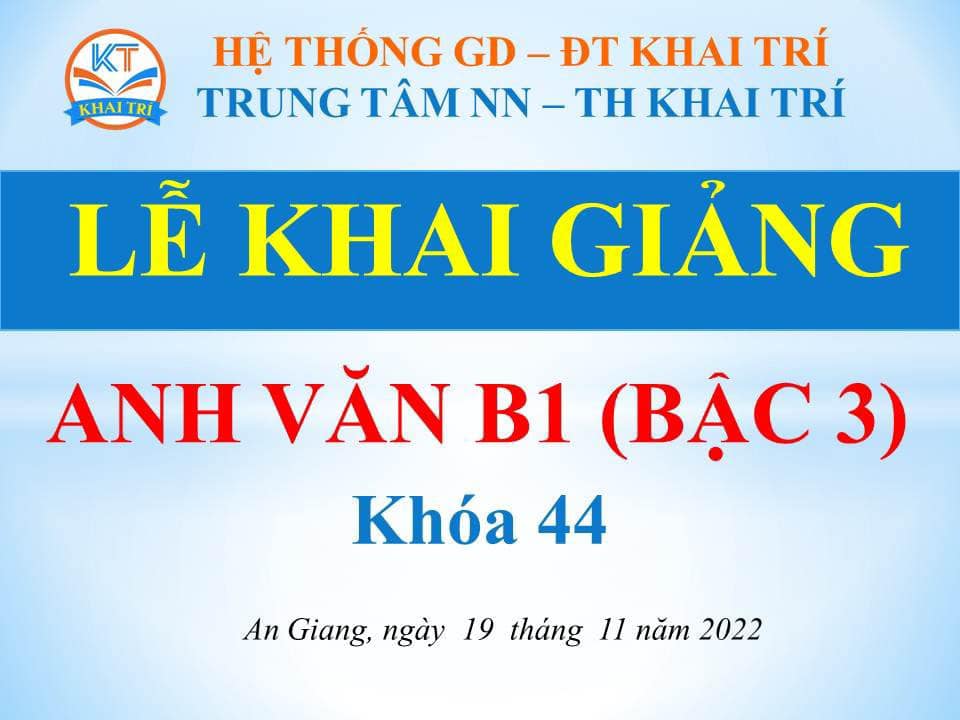 KT
KHAI TRÍ
HỆ THỐNG GD – ĐT KHAI TRÍ
TRUNG TÂM NN – TH KHAI TRÍ
LỄ KHAI GIẢNG
ANH VĂN B1 (BẬC 3)
Khóa 44
An Giang, ngày 19 tháng 11 năm 2022